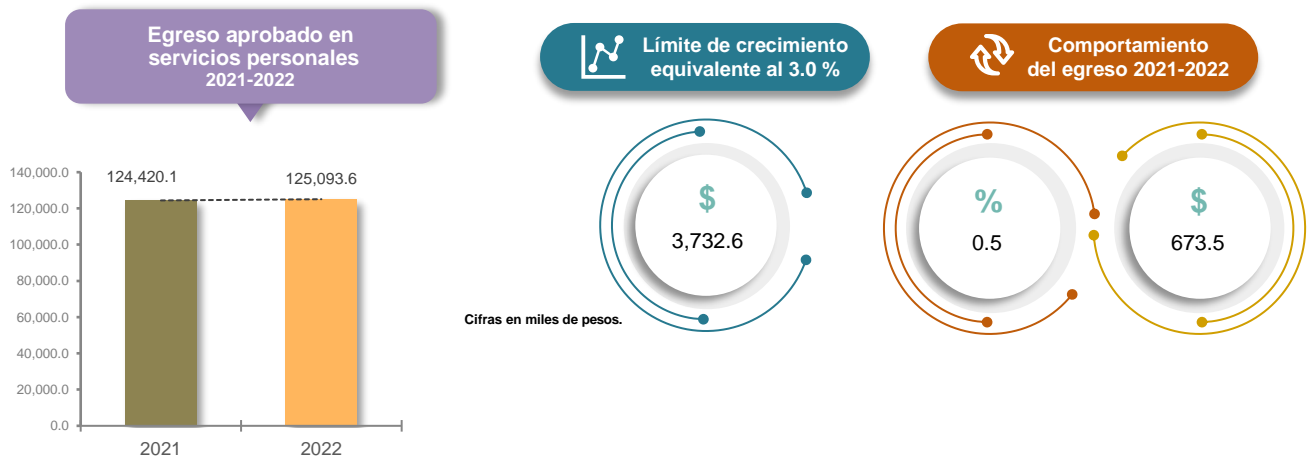 Egreso aprobado en
servicios personales
2021-2022
140,000.0
120,000.0
100,000.0
80,000.0
60,000.0
40,000.0
20,000.0
0.0
124,420.1
125,093.6
2021
2022
Límite de crecimiento
equivalente al 3.0 %
$
3,732.6
Cifras en miles de pesos.
Comportamiento
del egreso 2021-2022
%
0.5
$
673.5